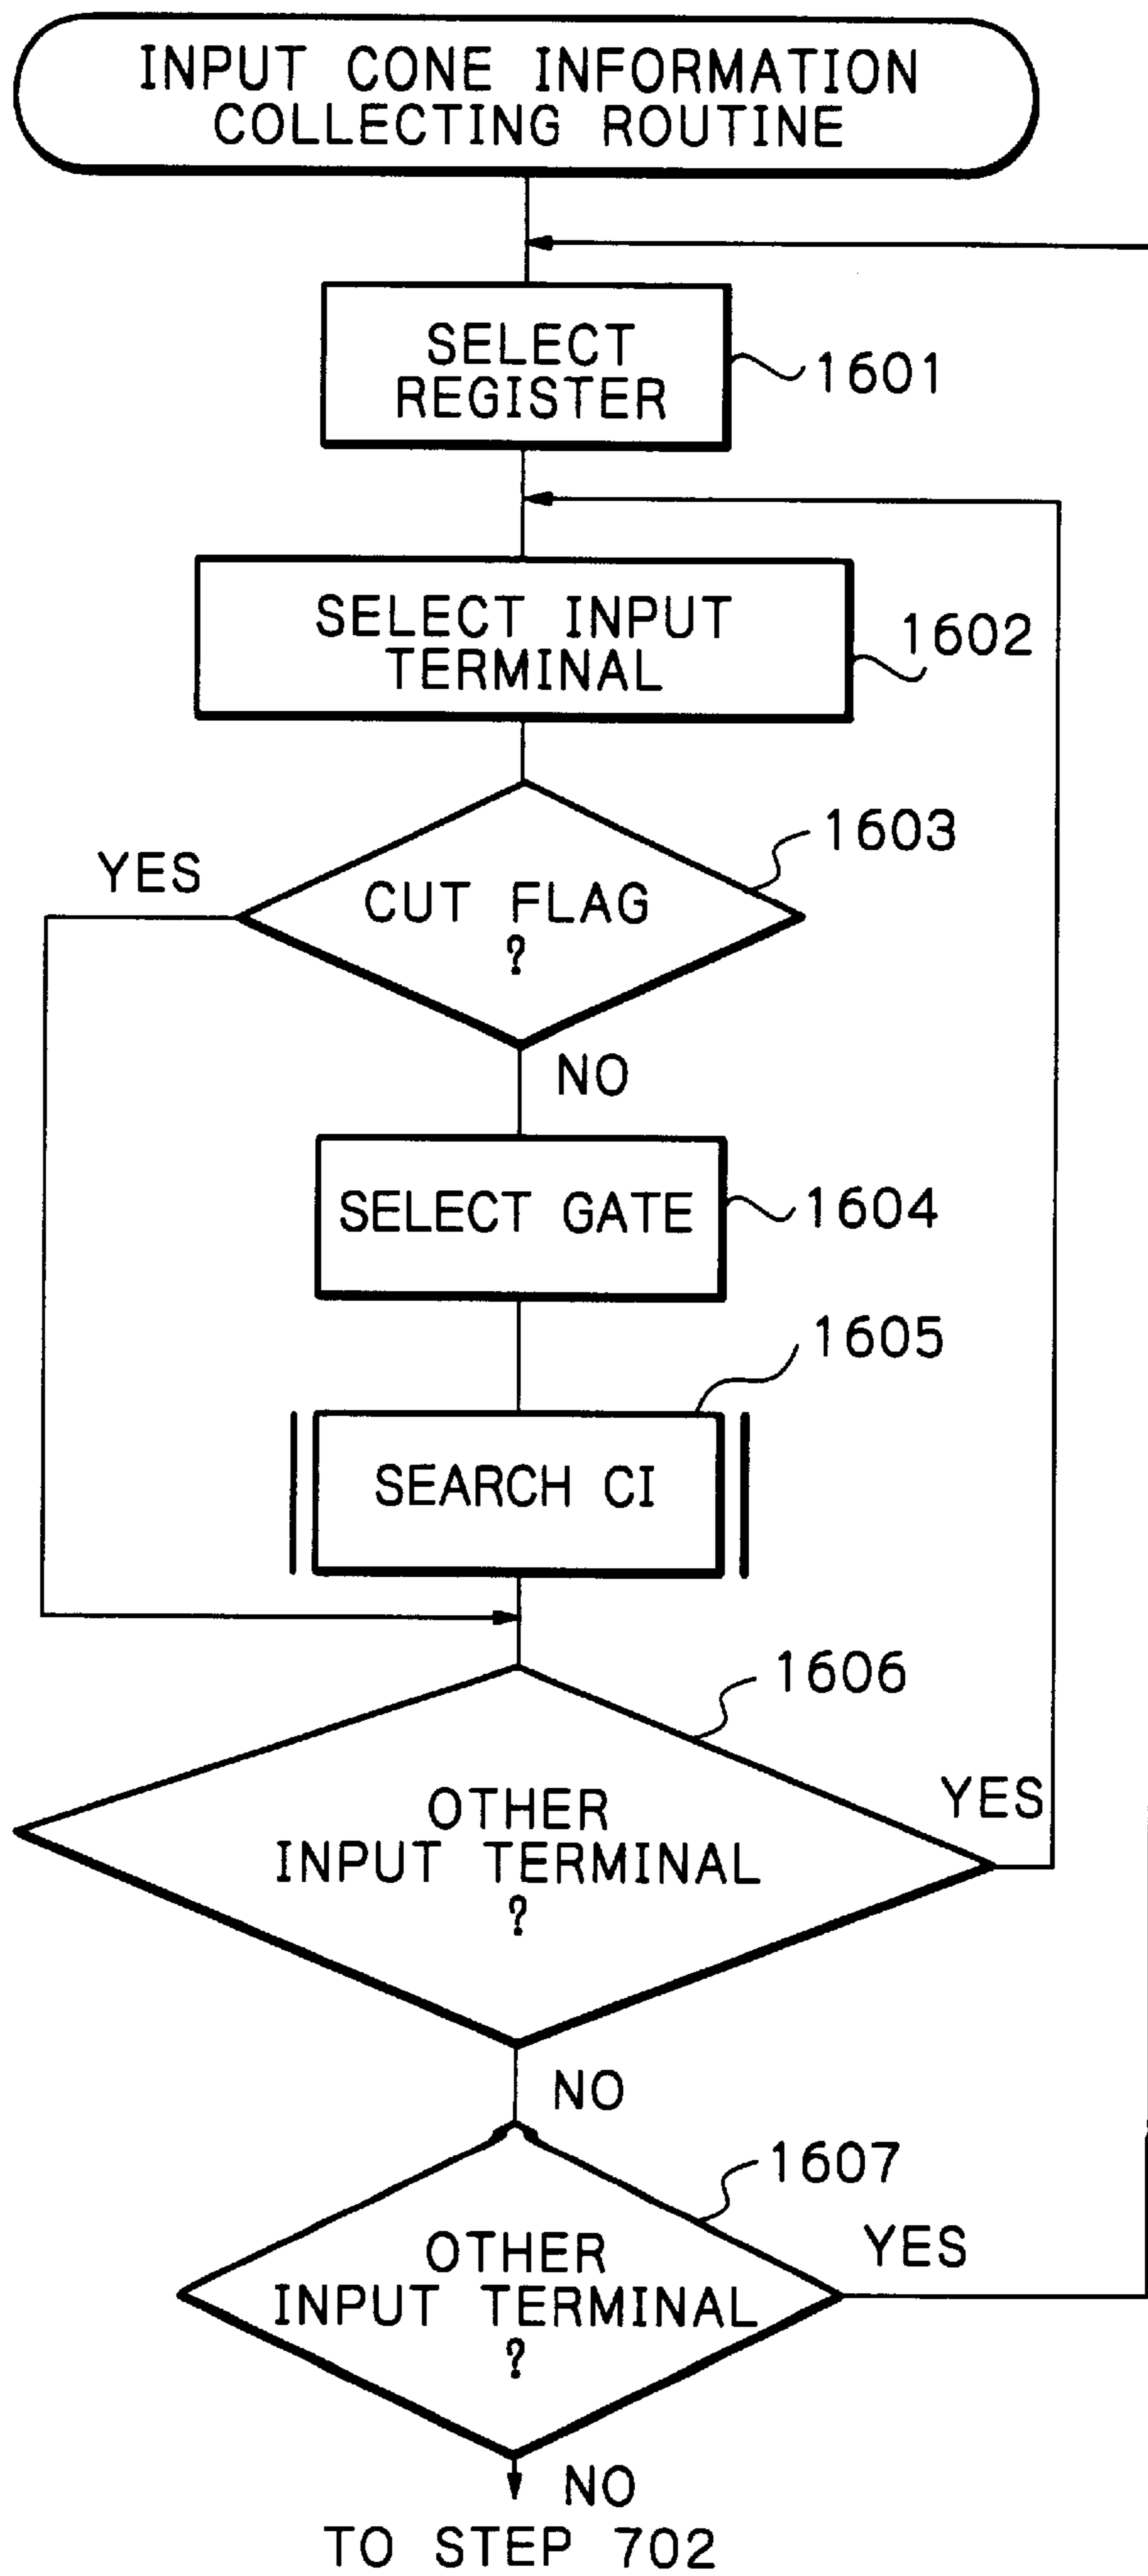 INPUT CONE INFORMATION
COLLECTING ROUTINE
SELECT
REGISTER
1601
SELECT INPUT
TERMINAL
1602
1603
YES
CUT FLAG
?
NO
SELECT GATE
1604
1605
SEARCH CI
1606
OTHER
INPUT TERMINAL
?
YES
NO
1607
OTHER
INPUT TERMINAL
?
YES
NO
TO STEP 702